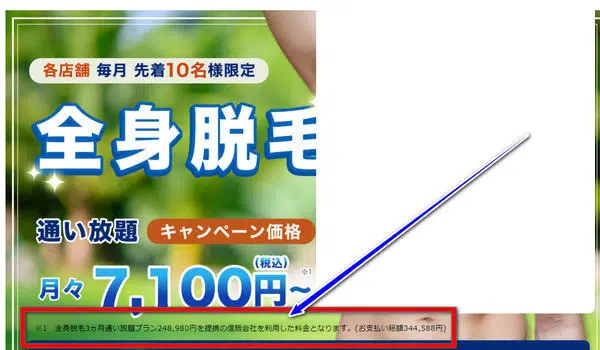 各店舗 毎月 先着10名様限定
全身脱毛
通い放題 キャンペーン価格
月々7,100円~(税込)※1
※1 全身脱毛3ヵ月通い放題プラン248,980円を提携の信販会社を利用した料金となります。(お支払い総額344,588円)